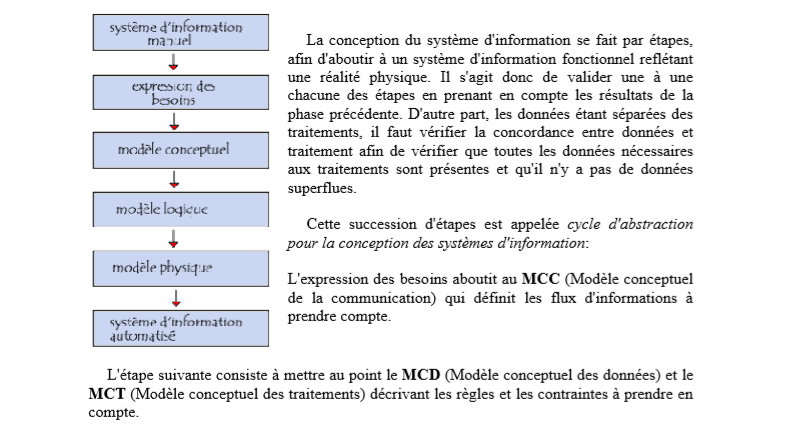 système d'information
manuel
expression des
besoins
modèle conceptuel
modèle logique
modèle physique
système d'information
automatisé
La conception du système d'information se fait par étapes,
afin d'aboutir à un système d'information fonctionnel reflétant
une réalité physique. Il s'agit donc de valider une à une
chacune des étapes en prenant en compte les résultats de la
phase précédente. D'autre part, les données étant séparées des
traitements, il faut vérifier la concordance entre données et
traitement afin de vérifier que toutes les données nécessaires
aux traitements sont présentes et qu'il n'y a pas de données
superflues.
Cette succession d'étapes est appelée cycle d'abstraction
pour la conception des systèmes d'information:
L'expression des besoins aboutit au MCC (Modèle conceptuel
de la communication) qui définit les flux d'informations à
prendre compte.
L'étape suivante consiste à mettre au point le MCD (Modèle conceptuel des données) et le
MCT (Modèle conceptuel des traitements) décrivant les règles et les contraintes à prendre en
compte.